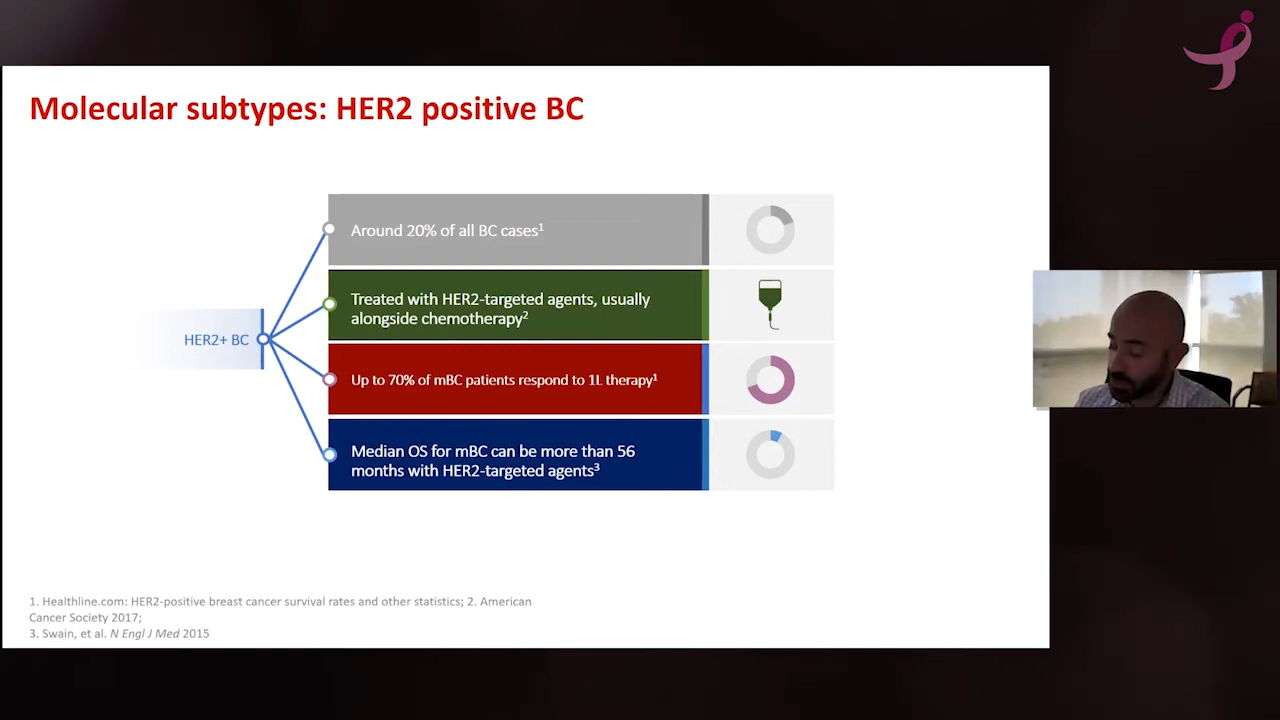 Molecular subtypes: HER2 positive BC
HER2+ BC
Around 20% of all BC cases1
Treated with HER2-targeted agents, usually
alongside chemotherapy2
Up to 70% of mBC patients respond to 1L therapy1
Median OS for mBC can be more than 56
months with HER2-targeted agents3
1. Healthline.com: HER2-positive breast cancer survival rates and other statistics; 2. American
Cancer Society 2017;
3. Swain, et al. N Engl J Med 2015